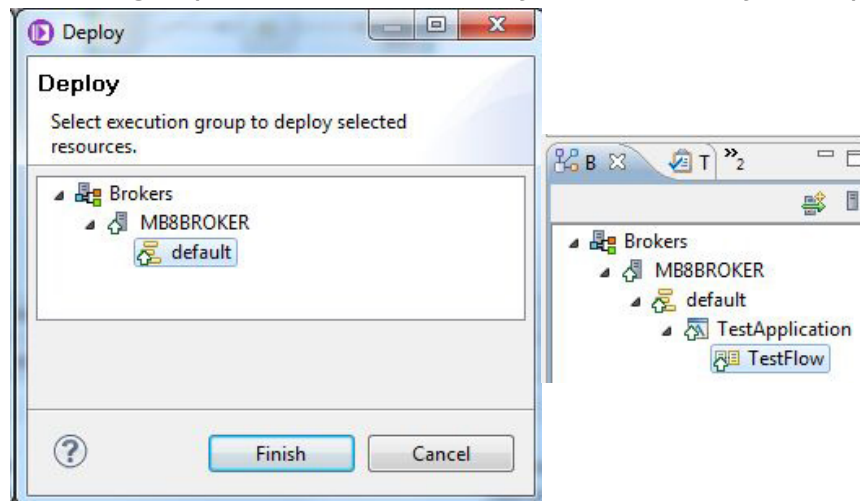 Deploy
Deploy
Select execution group to deploy selected
resources.
Brokers
MB8BROKER
default
Finish
Cancel
B
T
2
Brokers
MB8BROKER
default
TestApplication
TestFlow